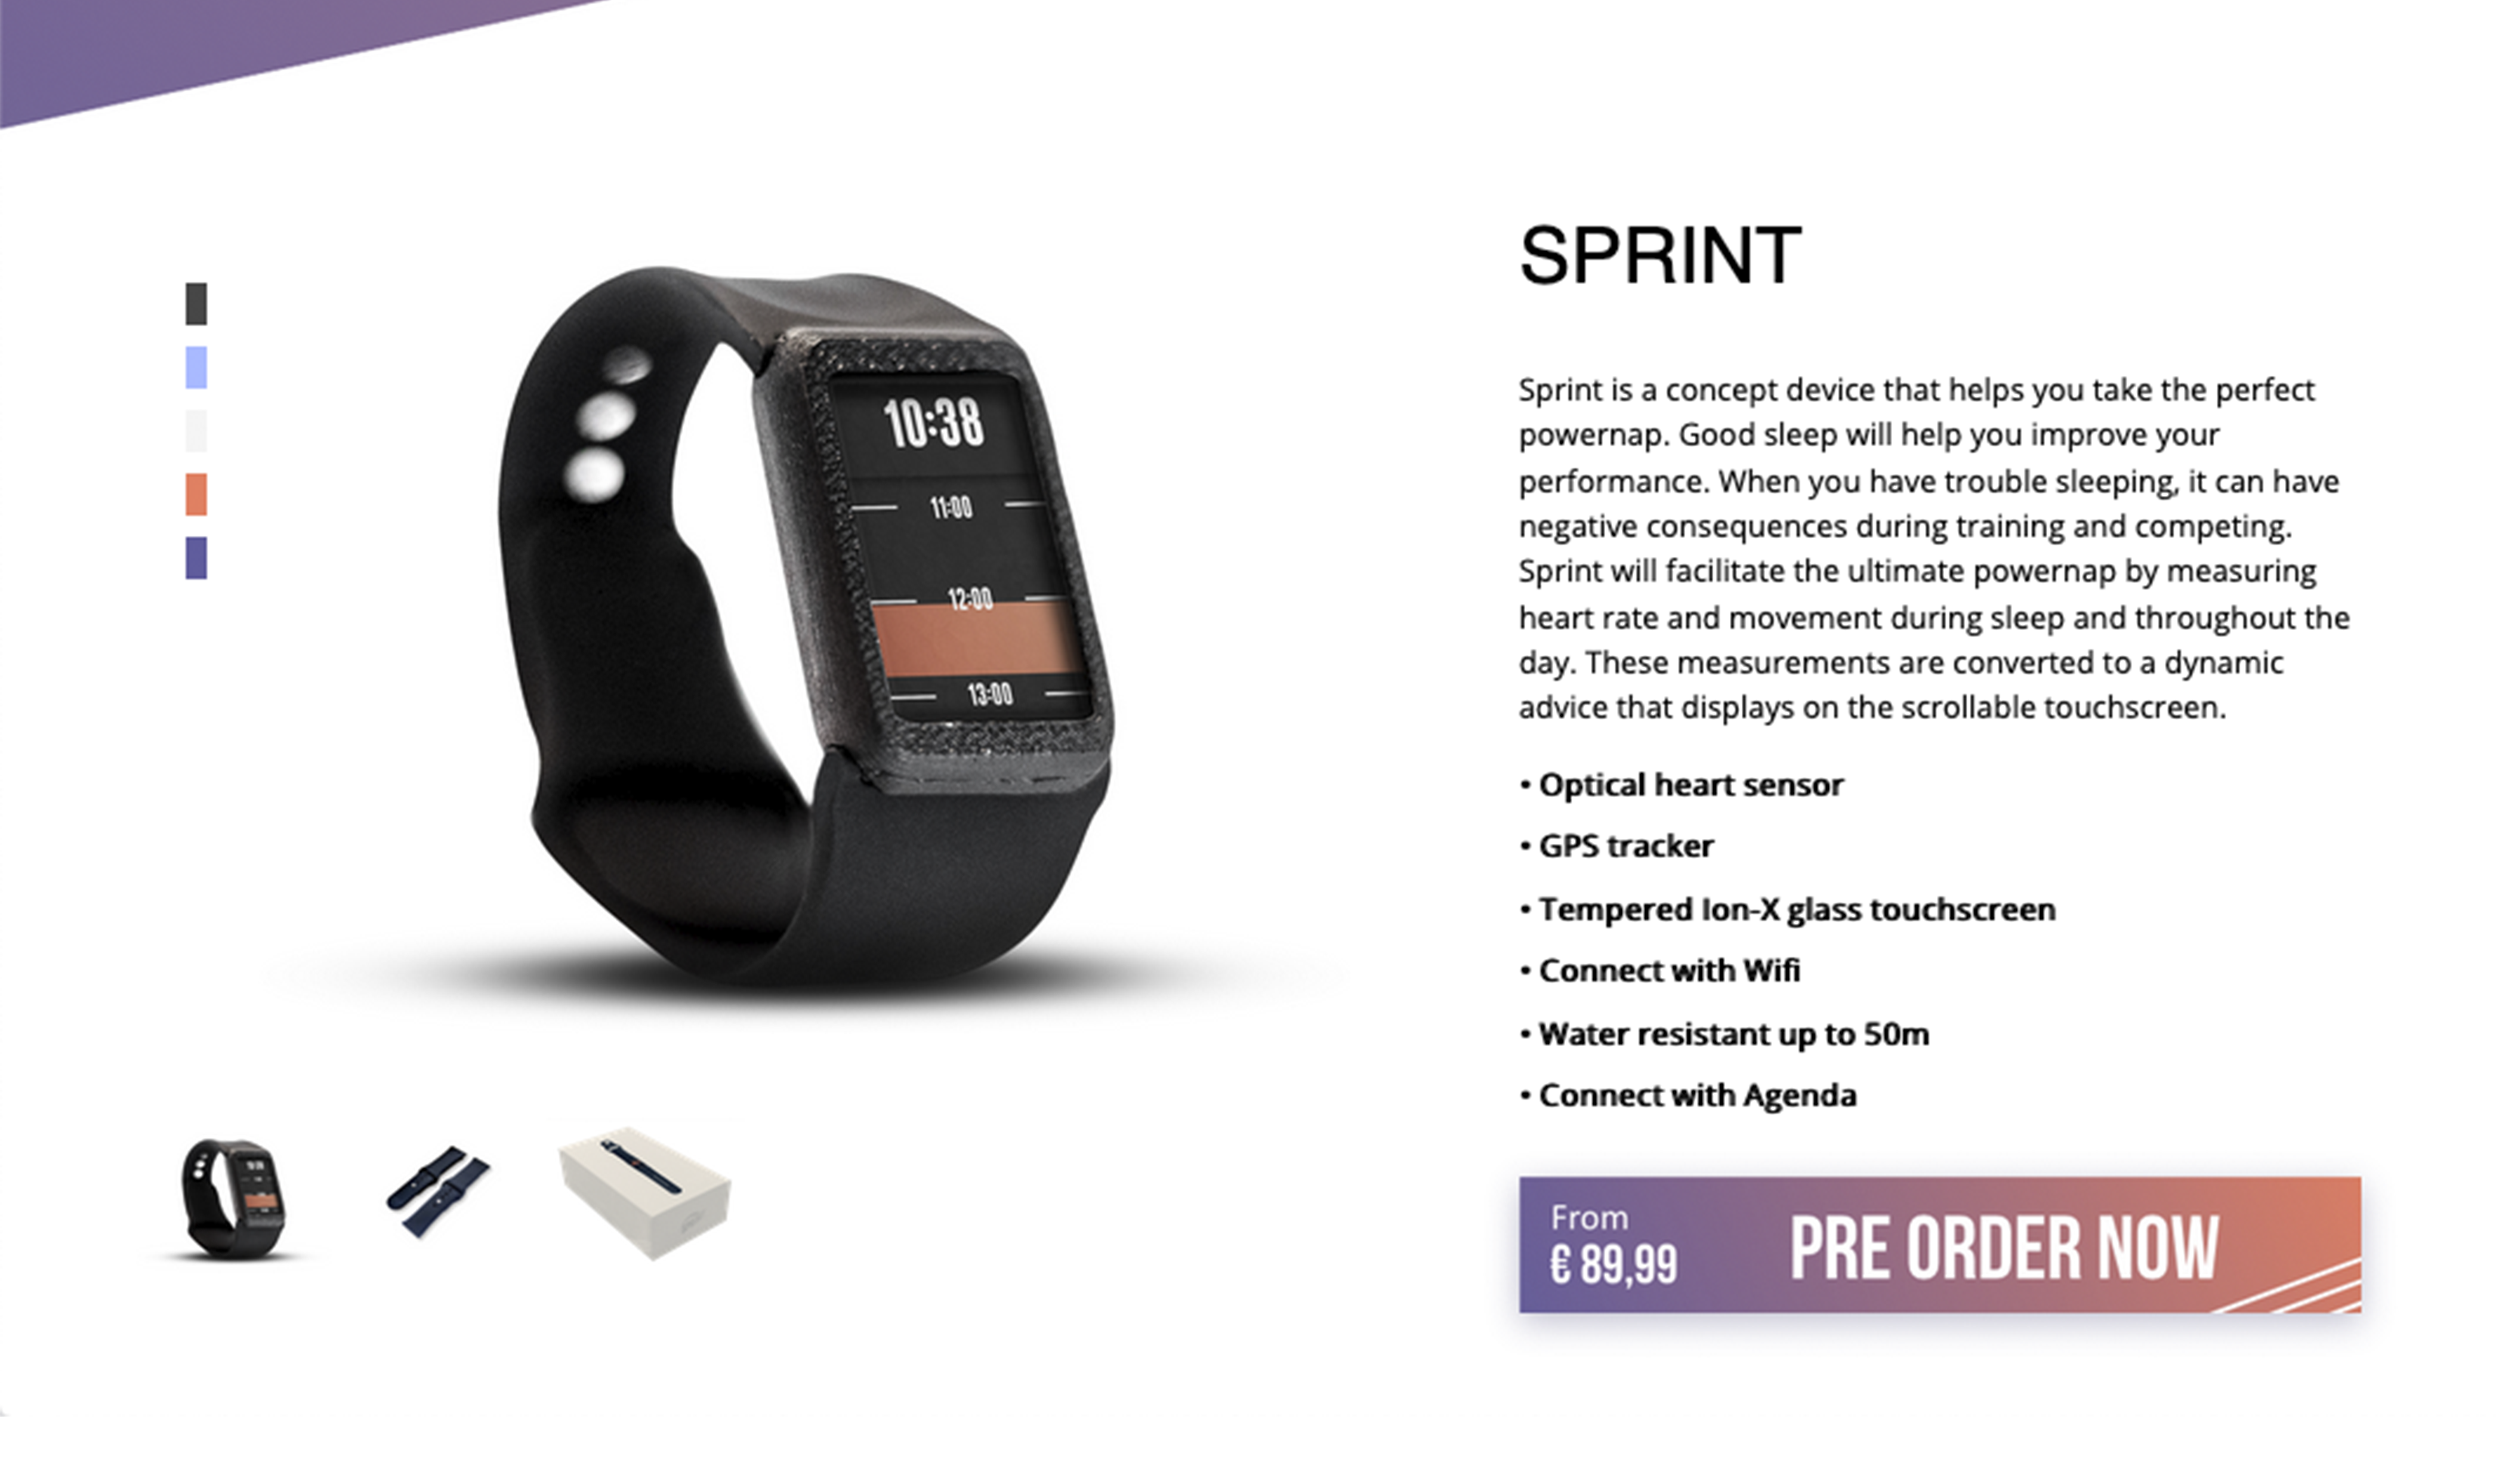 SPRINT
Sprint is a concept device that helps you take the perfect
powernap. Good sleep will help you improve your
performance. When you have trouble sleeping, it can have
negative consequences during training and competing.
Sprint will facilitate the ultimate powernap by measuring
heart rate and movement during sleep and throughout the
day. These measurements are converted to a dynamic
advice that displays on the scrollable touchscreen.
• Optical heart sensor
• GPS tracker
• Tempered Ion-X glass touchscreen
• Connect with Wifi
• Water resistant up to 50m
• Connect with Agenda
From
€ 89,99
PRE ORDER NOW
10:38
11:00
12:00
13:00